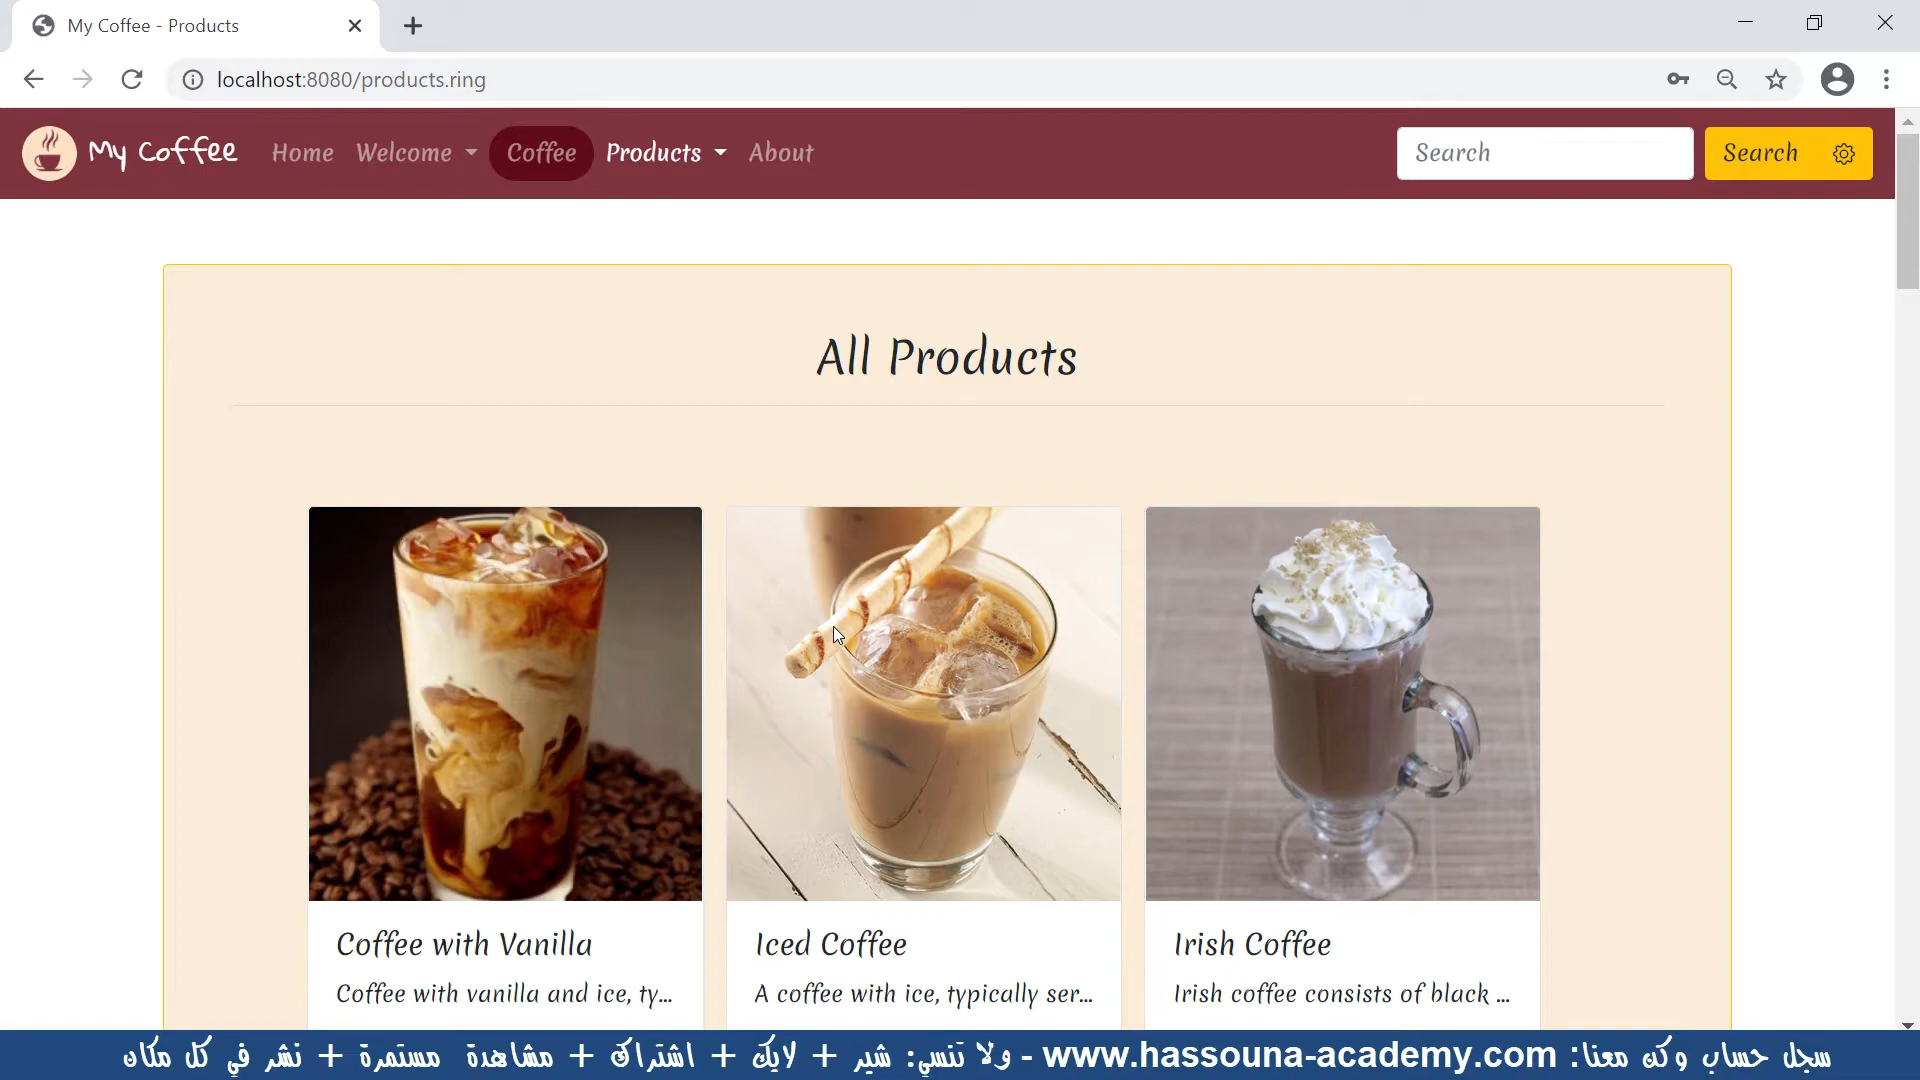 My Coffee - Products
localhost:8080/products.ring
My Coffee Home Welcome Coffee Products About Search Search
All Products
Coffee with Vanilla
Coffee with vanilla and ice, ty...
Iced Coffee
A coffee with ice, typically ser...
Irish Coffee
Irish coffee consists of black ...
سجل حساب وكن معنا: www.hassouna-academy.com - ولا تنسي: شير + لايك + اشتراك + مشاهدة مستمرة + نشر في كل مكان